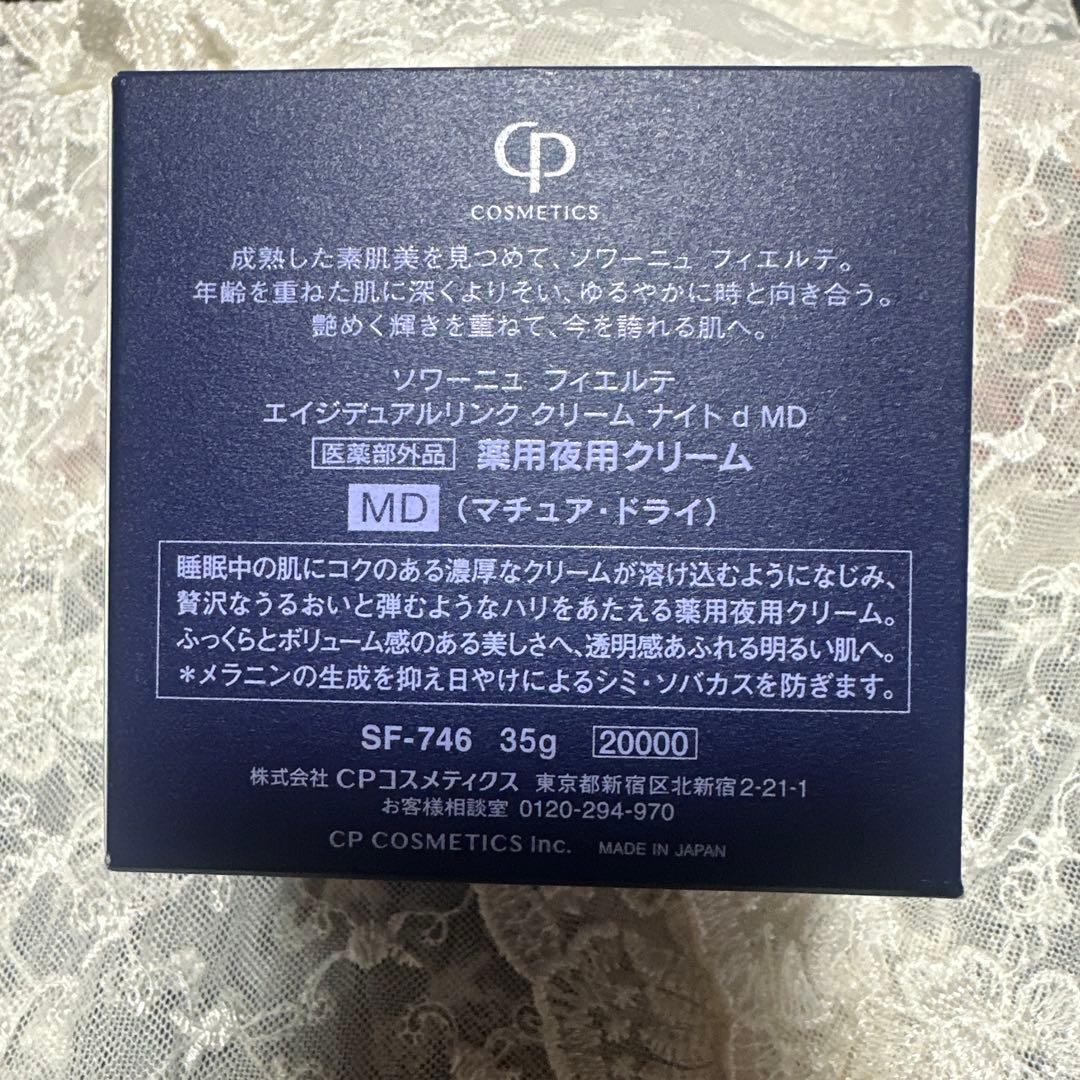 CP
COSMETICS
成熟した素肌美を見つめて、ソワーニュ フィエルテ。
年齢を重ねた肌に深くよりそい、ゆるやかに時と向き合う。
艶めく輝きを重ねて、今を誇れる肌へ。
ソワーニュ フィエルテ
エイジデュアルリンク クリーム ナイト d MD
医薬部外品 薬用夜用クリーム
MD (マチュア・ドライ)
睡眠中の肌にコクのある濃厚なクリームが溶け込むようになじみ、
贅沢なうるおいと弾むようなハリをあたえる薬用夜用クリーム。
ふっくらとボリューム感のある美しさへ、透明感あふれる明るい肌へ。
*メラニンの生成を抑え日やけによるシミ・ソバカスを防ぎます。
SF-746 35g 20000
株式会社 CPコスメティクス 東京都新宿区北新宿2-21-1
お客様相談室 0120-294-970
CP COSMETICS Inc. MADE IN JAPAN